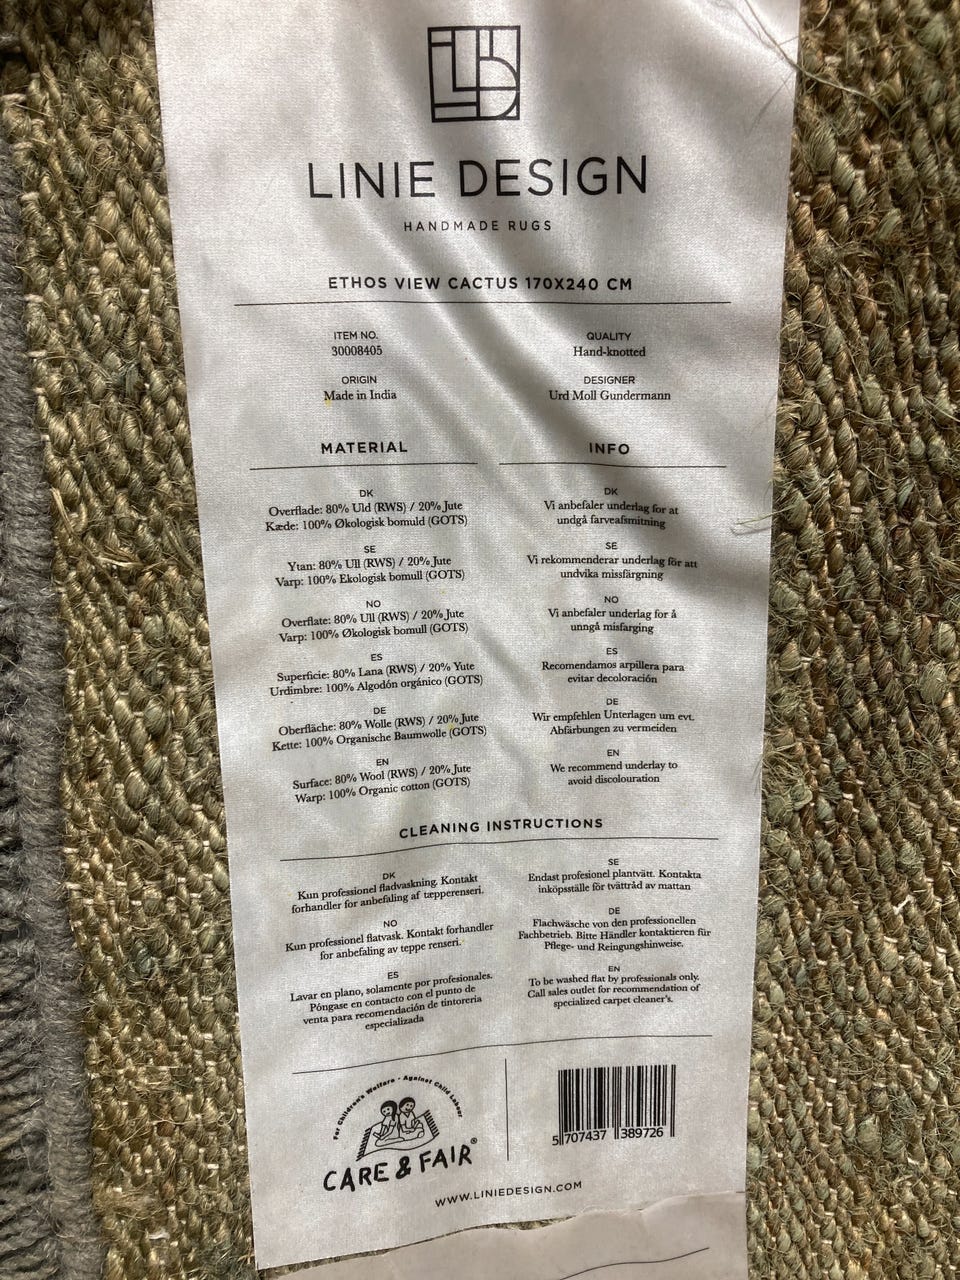 LINIE DESIGN
HANDMADE RUGS
ETHOS VIEW CACTUS 170X240 CM
ITEM NO.
30008405
QUALITY
Hand-knotted
ORIGIN
Made in India
DESIGNER
Urd Moll Gundermann
MATERIAL
DK
Overflade: 80% Uld (RWS) / 20% Jute
Kæde: 100% Økologisk bomuld (GOTS)
SE
Ytan: 80% Ull (RWS) / 20% Jute
Varp: 100% Ekologisk bomull (GOTS)
NO
Overflate: 80% Ull (RWS) / 20% Jute
Varp: 100% Økologisk bomull (GOTS)
ES
Superficie: 80% Lana (RWS) / 20% Yute
Urdimbre: 100% Algodón orgánico (GOTS)
DE
Oberfläche: 80% Wolle (RWS) / 20% Jute
Kette: 100% Organische Baumwolle (GOTS)
EN
Surface: 80% Wool (RWS) / 20% Jute
Warp: 100% Organic cotton (GOTS)
INFO
DK
Vi anbefaler underlag for at
undgå farveafsmitning
SE
Vi rekommenderar underlag för att
undvika missfärgning
NO
Vi anbefaler underlag for å
unngå misfarging
ES
Recomendamos arpillera para
evitar decoloración
DE
Wir empfehlen Unterlagen um evt.
Abfärbungen zu vermeiden
EN
We recommend underlay to
avoid discolouration
CLEANING INSTRUCTIONS
DK
Kun professionel fladvaskning. Kontakt
forhandler for anbefaling af tæpperenseri.
NO
Kun profesionel flatvask. Kontakt forhandler
for anbefaling av teppe renseri.
ES
Lavar en plano, solamente por profesionales.
Póngase en contacto con el punto de
venta para recomendación de tintoreria
especializada
SE
Endast profesionel plantvätt. Kontakta
inköpsställe för tvättråd av mattan
DE
Flachwäsche von den professionellen
Fachbetrieb. Bitte Händler kontaktieren für
Pflege- und Reingungshinweise.
EN
To be washed flat by professionals only.
Call sales outlet for recommendation of
specialized carpet cleaner's.
For Children's Welfare - Against Child Labour
CARE & FAIR®
5 707437 389726
WWW.LINIEDESIGN.COM